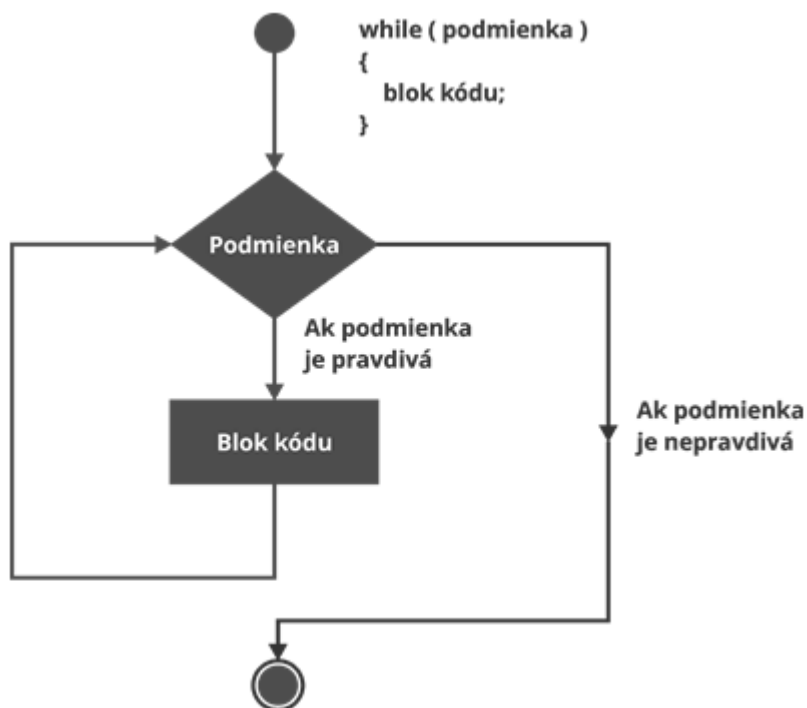 while ( podmienka )
{
blok kódu;
}
Podmienka
Ak podmienka
je pravdivá
Blok kódu
Ak podmienka
je nepravdivá